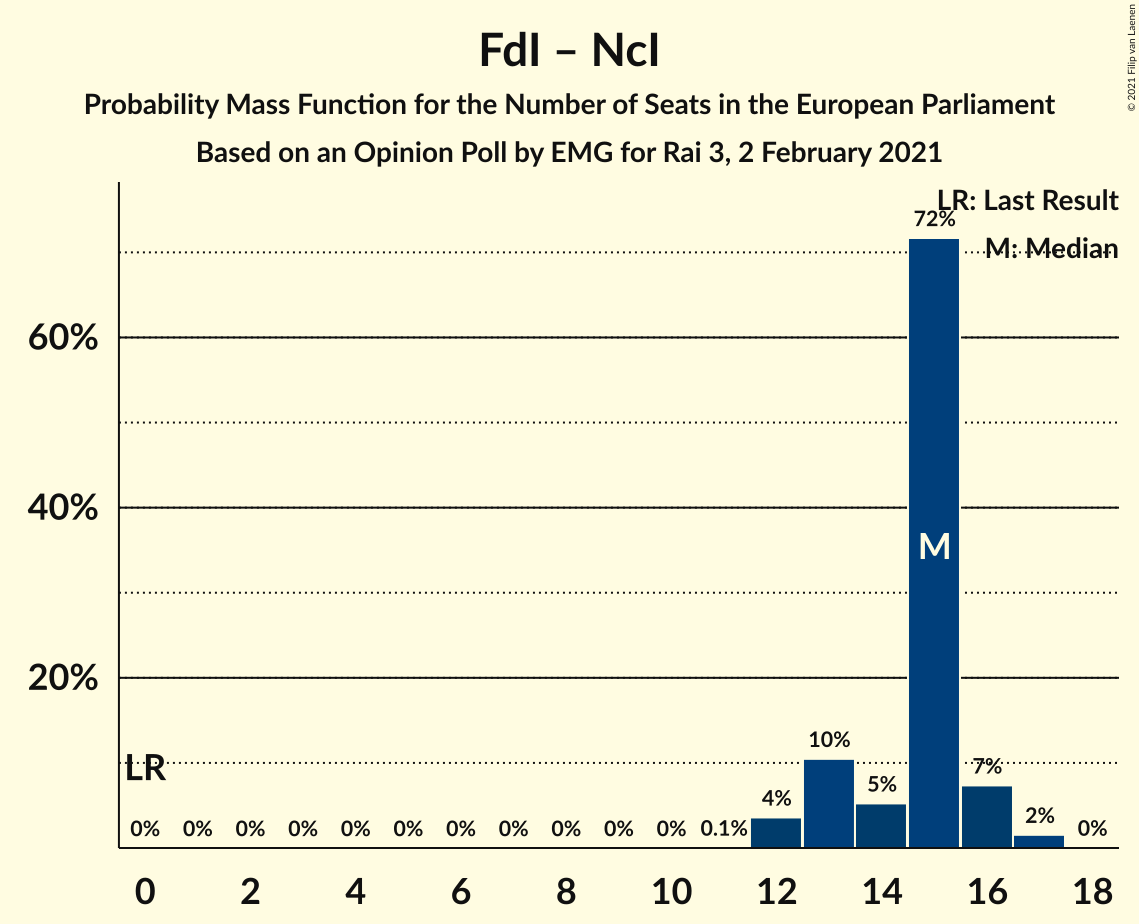 FdI – NcI
Probability Mass Function for the Number of Seats in the European Parliament
Based on an Opinion Poll by EMG for Rai 3, 2 February 2021
© 2021 Filip van Laenen
LR: Last Result
M: Median
72%
60%
40%
M
20%
LR
0% 0% 0% 0% 0% 0% 0% 0% 0% 0% 0% 0.1% 4% 10% 5% 7% 2% 0%
0 2 4 6 8 10 12 14 16 18